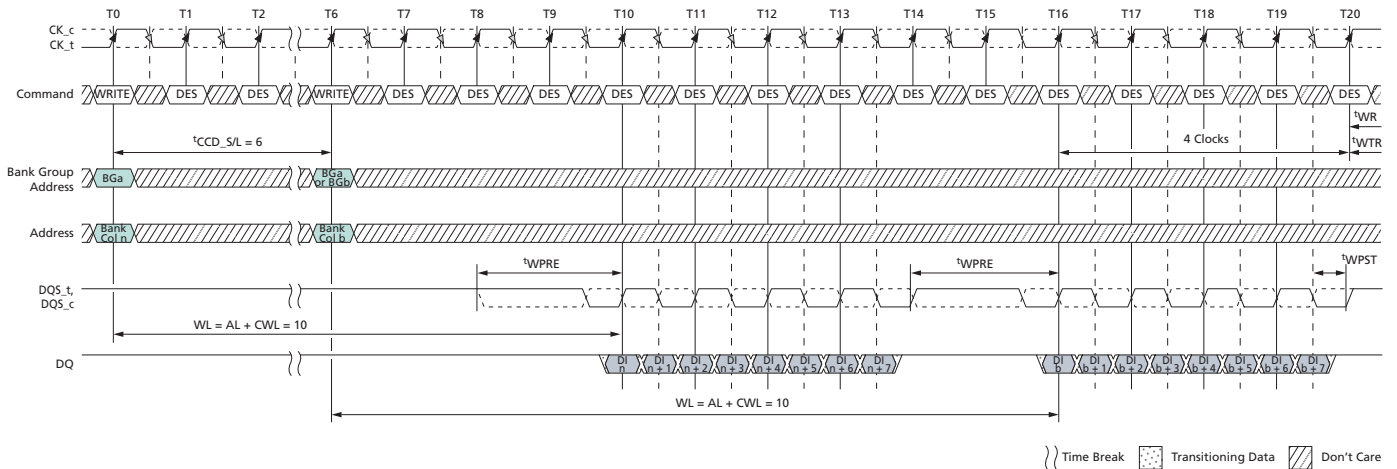 T0 T1 T2 T6 T7 T8 T9 T10 T11 T12 T13 T14 T15 T16 T17 T18 T19 T20
CK_c
CK_t
Command WRITE DES DES WRITE DES DES DES DES DES DES DES DES DES DES DES DES DES DES
tWR
tCCD_S/L = 6
4 Clocks
tWTR
Bank Group
Address
BGa
BGa
or BGb
Address
Bank
Col n
Bank
Col b
tWPRE
tWPRE
tWPST
DQS_t,
DQS_c
WL = AL + CWL = 10
DQ
DI
n
DI
n + 1
DI
n + 2
DI
n + 3
DI
n + 4
DI
n + 5
DI
n + 6
DI
n + 7
DI
b
DI
b + 1
DI
b + 2
DI
b + 3
DI
b + 4
DI
b + 5
DI
b + 6
DI
b + 7
WL = AL + CWL = 10
Time Break Transitioning Data Don't Care